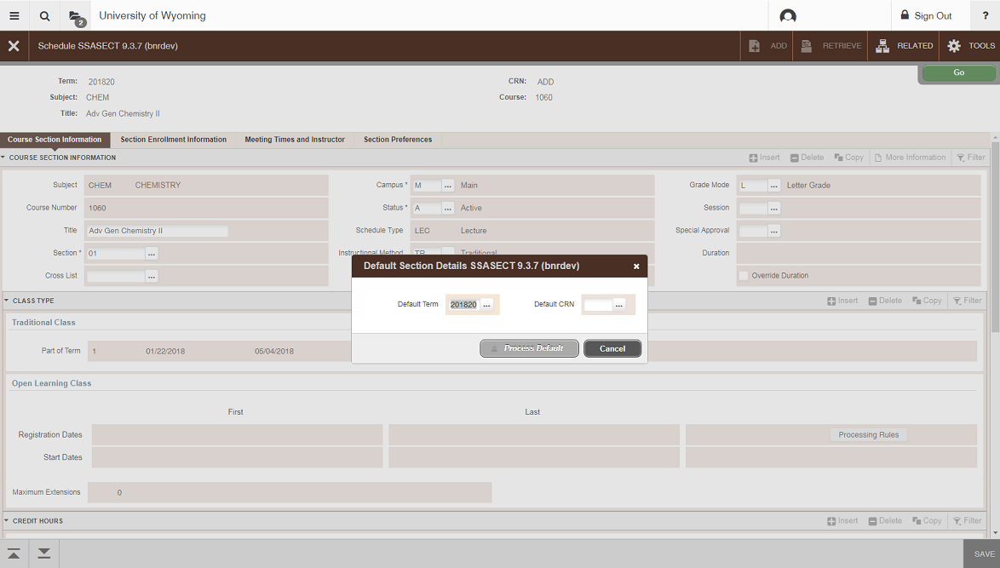 2
University of Wyoming
Sign Out
?
Schedule SSASECT 9.3.7 (bnrdev)
ADD
RETRIEVE
RELATED
TOOLS
Term: 201820
CRN: ADD
Go
Subject: CHEM
Course: 1060
Title: Adv Gen Chemistry II
Course Section Information
Section Enrollment Information
Meeting Times and Instructor
Section Preferences
COURSE SECTION INFORMATION
Insert
Delete
Copy
More Information
Filter
Subject CHEM CHEMISTRY
Campus * M ... Main
Grade Mode L ... Letter Grade
Course Number 1060
Status * A ... Active
Session ...
Title Adv Gen Chemistry II
Schedule Type LEC Lecture
Special Approval ...
Section * 01 ...
Instructional Method TR Traditional
Duration
Cross List ...
Override Duration
Default Section Details SSASECT 9.3.7 (bnrdev)
Default Term 201820 ...
Default CRN ...
Process Default
Cancel
CLASS TYPE
Insert
Delete
Copy
Filter
Traditional Class
Part of Term 1 01/22/2018 05/04/2018
Open Learning Class
First
Last
Registration Dates
Processing Rules
Start Dates
Maximum Extensions 0
CREDIT HOURS
Insert
Delete
Copy
Filter
SAVE